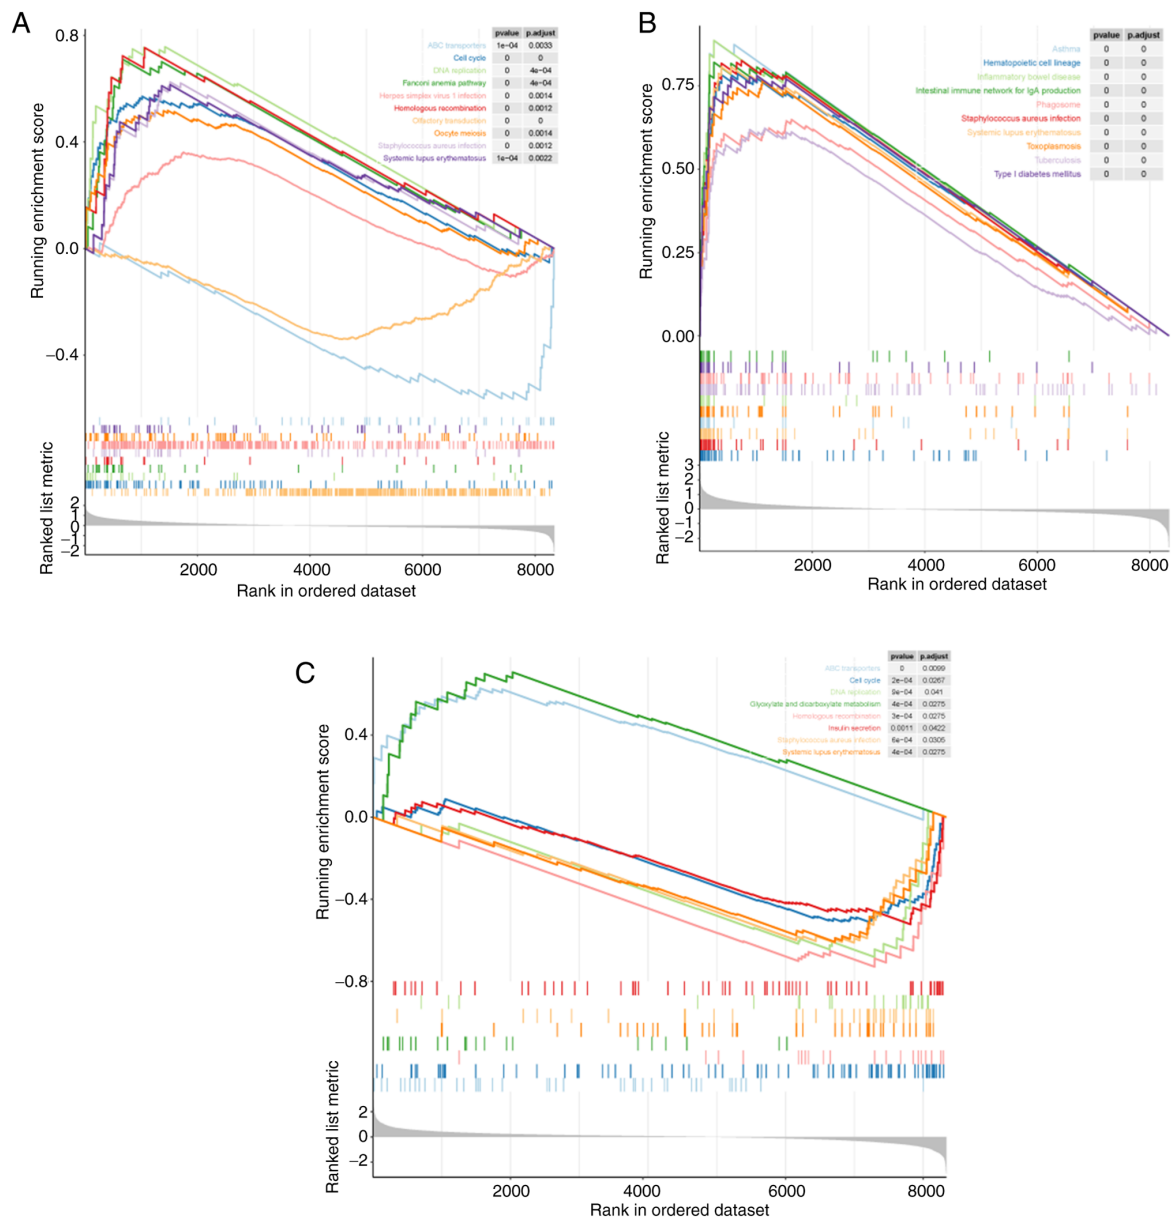 A
pvalue p.adjust
ABC transporters 1e−04 0.0033
Cell cycle 0 0
DNA replication 0 4e−04
Fanconi anemia pathway 0 4e−04
Herpes simplex virus 1 infection 0 0.0014
Homologous recombination 0 0.0012
Olfactory transduction 0 0
Oocyte meiosis 0 0.0014
Staphylococcus aureus infection 0 0.0012
Systemic lupus erythematosus 1e−04 0.0022
Running enrichment score
0.8
0.4
0.0
−0.4
Ranked list metric
2
1
0
−1
−2
2000 4000 6000 8000
Rank in ordered dataset
B
pvalue p.adjust
Asthma 0 0
Hematopoietic cell lineage 0 0
Inflammatory bowel disease 0 0
Intestinal immune network for IgA production 0 0
Phagosome 0 0
Staphylococcus aureus infection 0 0
Systemic lupus erythematosus 0 0
Toxoplasmosis 0 0
Tuberculosis 0 0
Type I diabetes mellitus 0 0
Running enrichment score
0.75
0.50
0.25
0.00
Ranked list metric
3
2
1
0
−1
−2
2000 4000 6000 8000
Rank in ordered dataset
C
pvalue p.adjust
ABC transporters 0 0.0099
Cell cycle 2e−04 0.0267
DNA replication 9e−04 0.041
Glyoxylate and dicarboxylate metabolism 4e−04 0.0275
Homologous recombination 3e−04 0.0275
Insulin secretion 0.0011 0.0422
Staphylococcus aureus infection 6e−04 0.0305
Systemic lupus erythematosus 4e−04 0.0275
Running enrichment score
0.4
0.0
−0.4
−0.8
Ranked list metric
2
0
−2
2000 4000 6000 8000
Rank in ordered dataset